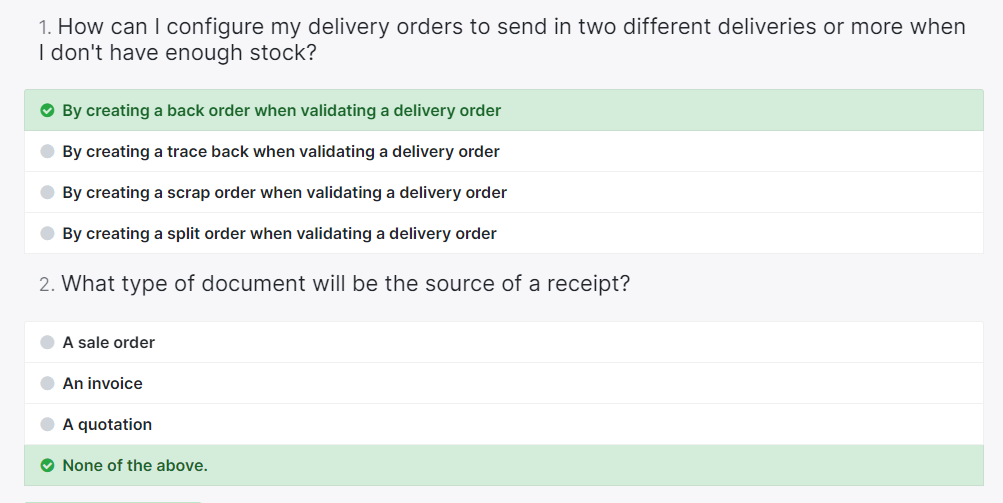 1. How can I configure my delivery orders to send in two different deliveries or more when
I don't have enough stock?
By creating a back order when validating a delivery order
By creating a trace back when validating a delivery order
By creating a scrap order when validating a delivery order
By creating a split order when validating a delivery order
2. What type of document will be the source of a receipt?
A sale order
An invoice
A quotation
None of the above.